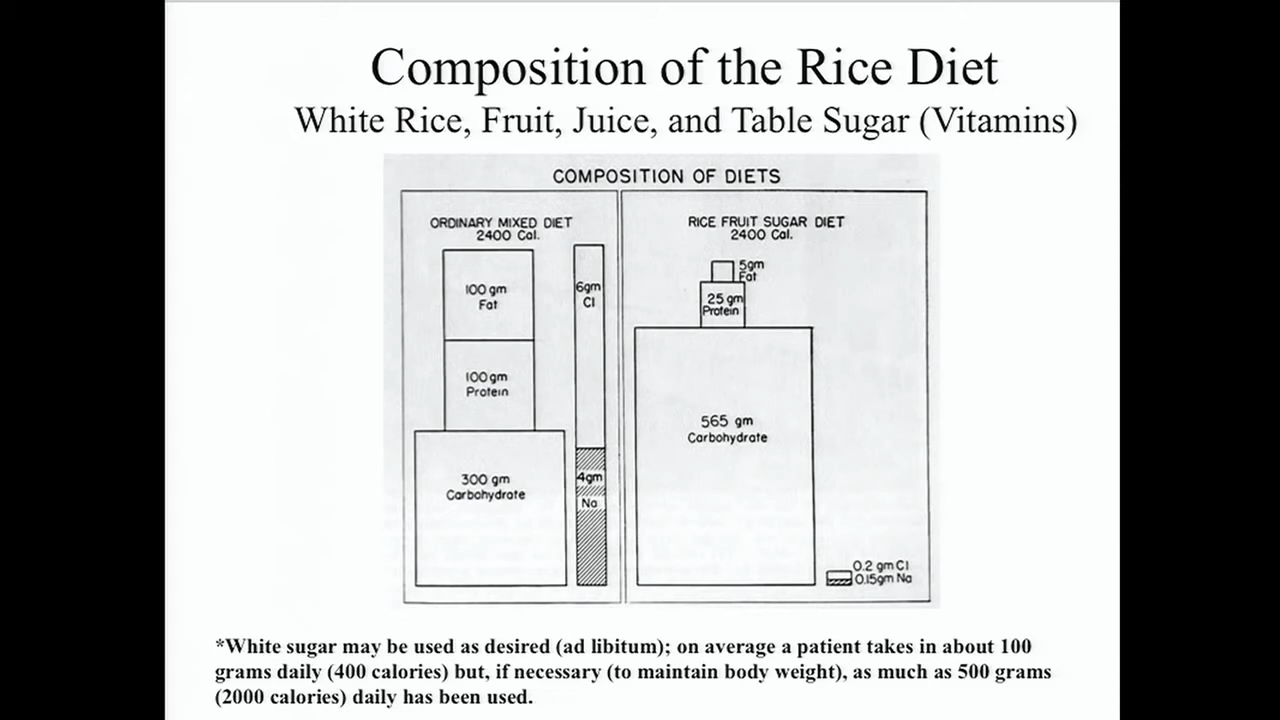 Composition of the Rice Diet
White Rice, Fruit, Juice, and Table Sugar (Vitamins)
COMPOSITION OF DIETS
ORDINARY MIXED DIET
2400 Cal.
100 gm
Fat
100 gm
Protein
300 gm
Carbohydrate
6gm
Cl
4gm
Na
RICE FRUIT SUGAR DIET
2400 Cal.
5gm
Fat
25 gm
Protein
565 gm
Carbohydrate
0.2 gm Cl
0.15gm Na
*White sugar may be used as desired (ad libitum); on average a patient takes in about 100
grams daily (400 calories) but, if necessary (to maintain body weight), as much as 500 grams
(2000 calories) daily has been used.